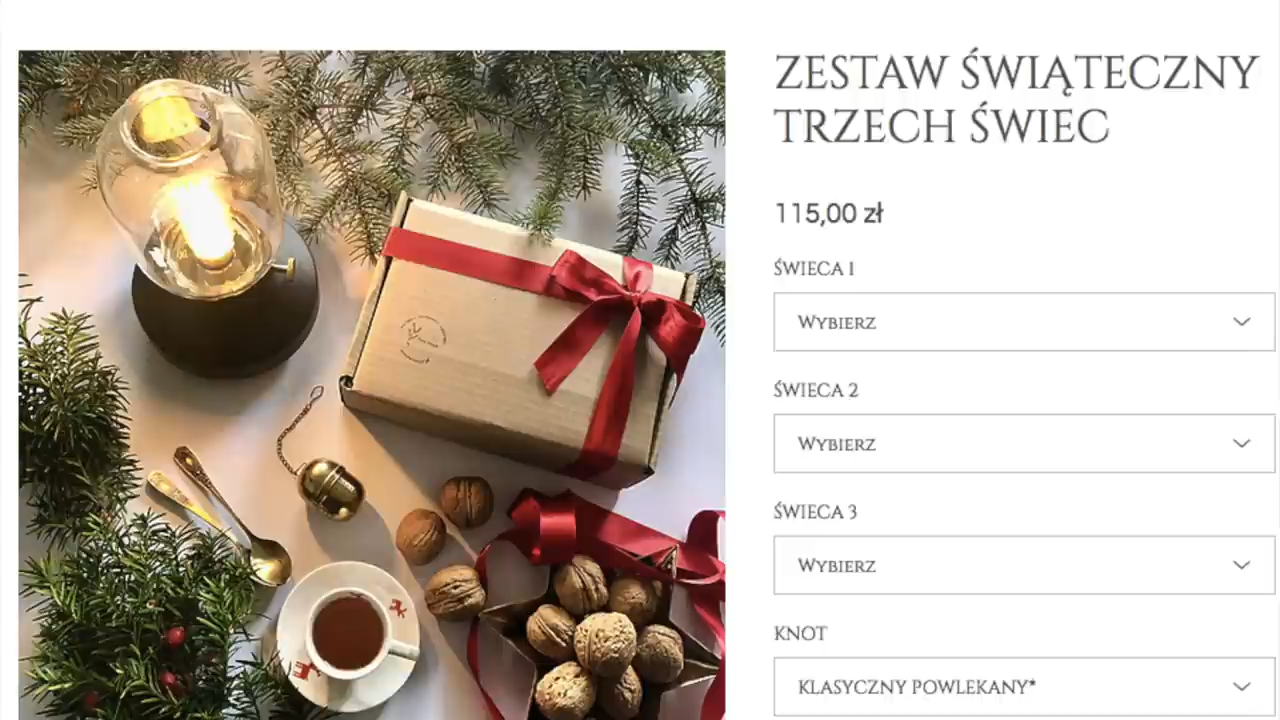 ZESTAW ŚWIĄTECZNY
TRZECH ŚWIEC
115,00 zł
ŚWIECA 1
Wybierz
ŚWIECA 2
Wybierz
ŚWIECA 3
Wybierz
KNOT
KLASYCZNY POWLEKANY*